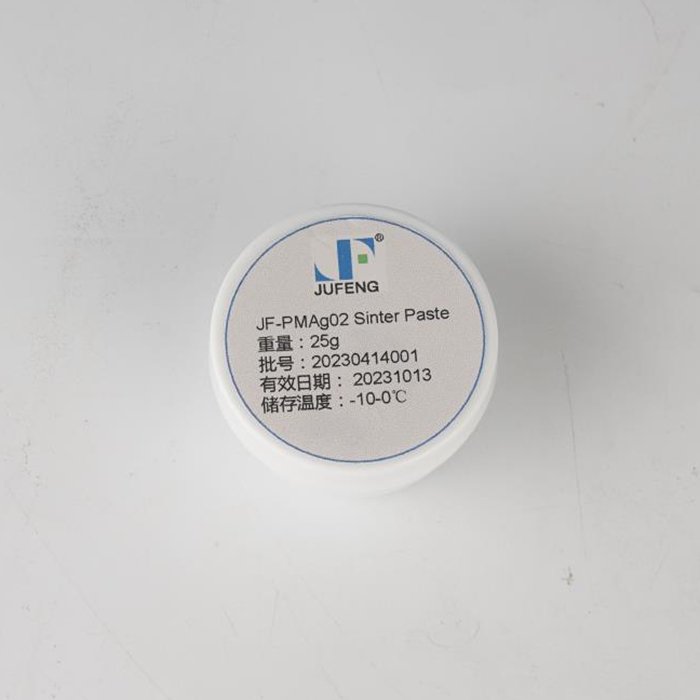 JF®
JUFENG
JF-PMAg02 Sinter Paste
重量：25g
批号：20230414001
有效日期： 20231013
储存温度：-10-0℃